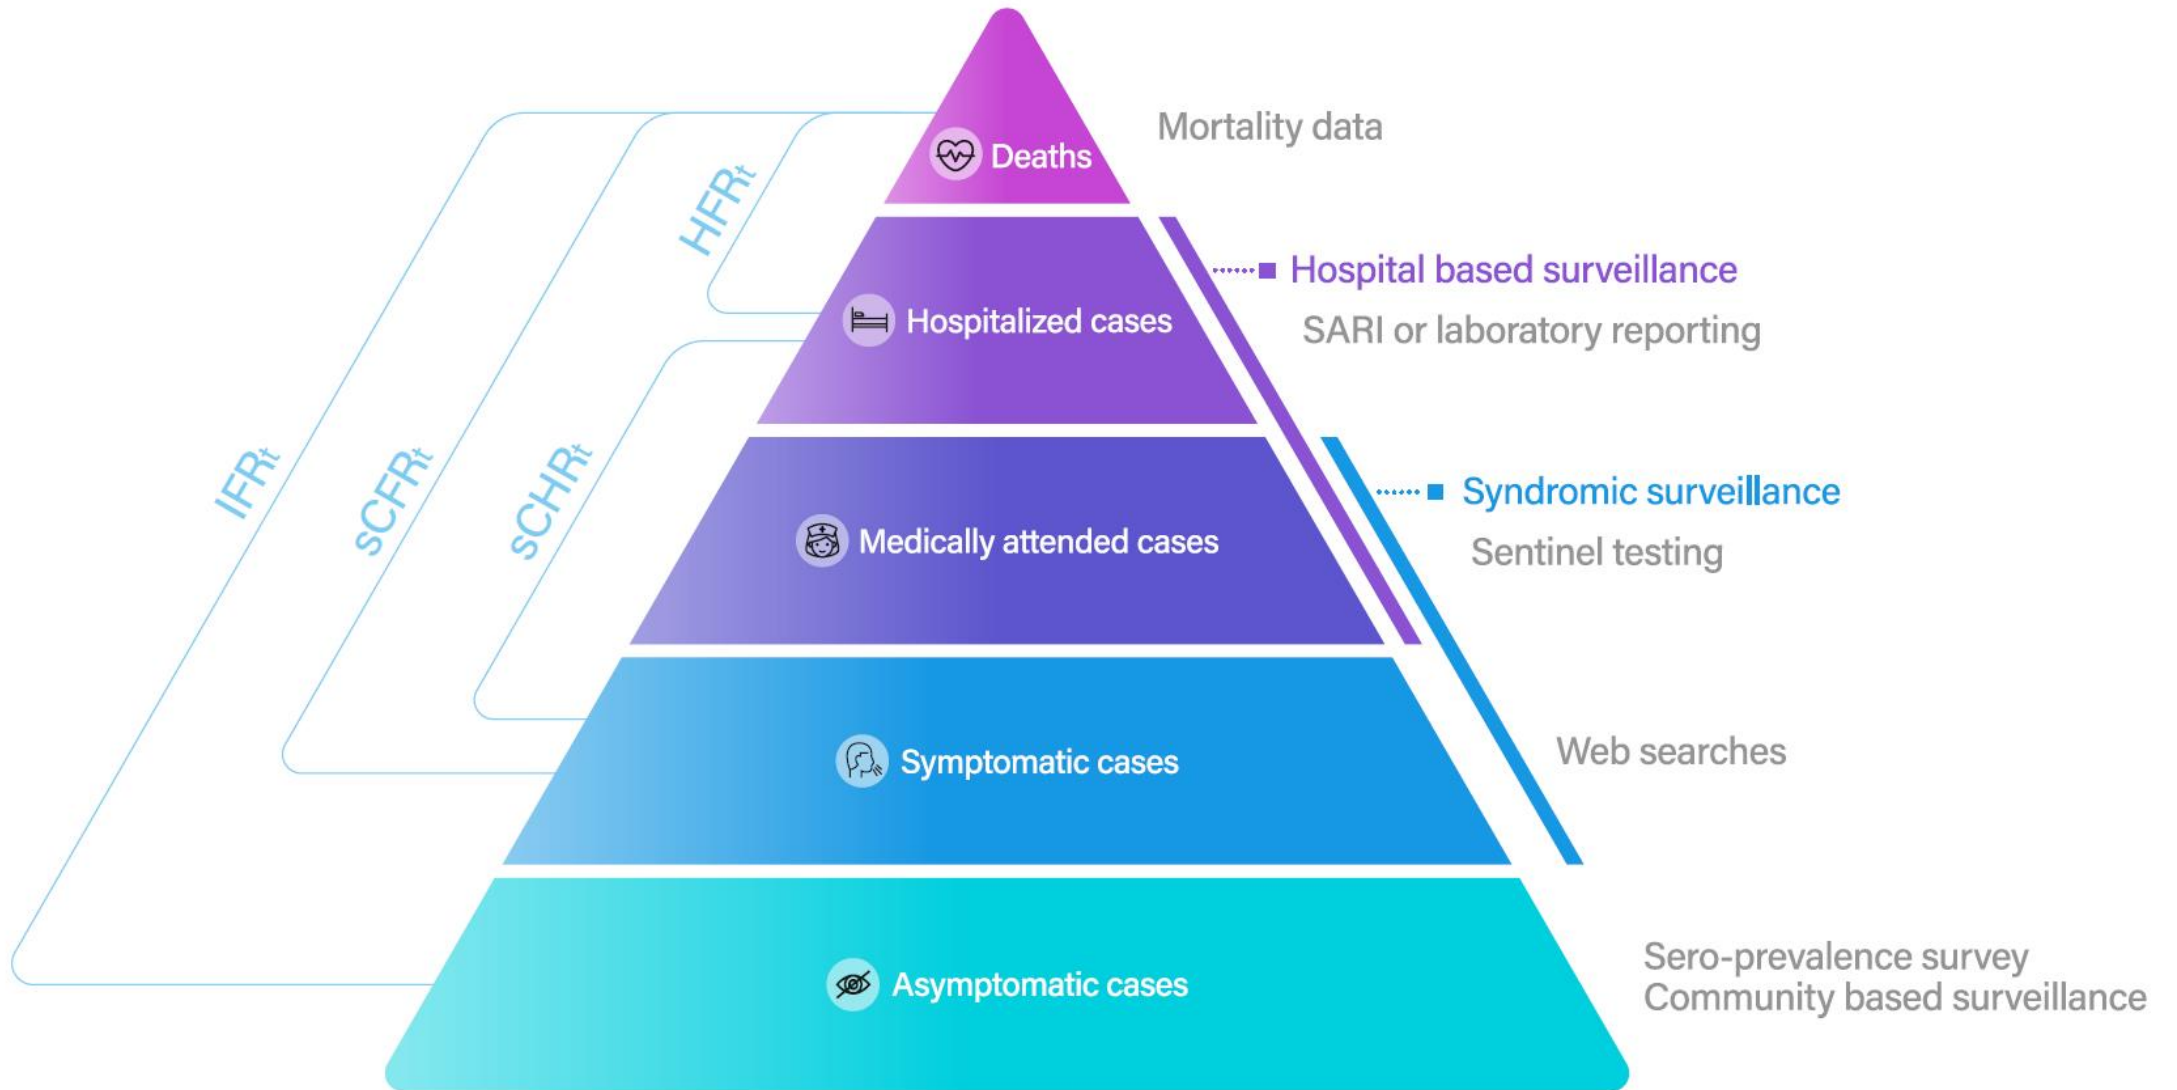 Deaths
Mortality data
HFRt
Hospital based surveillance
Hospitalized cases
SARI or laboratory reporting
IFRt
sCFRt
sCHRt
Syndromic surveillance
Medically attended cases
Sentinel testing
Symptomatic cases
Web searches
Asymptomatic cases
Sero-prevalence survey
Community based surveillance